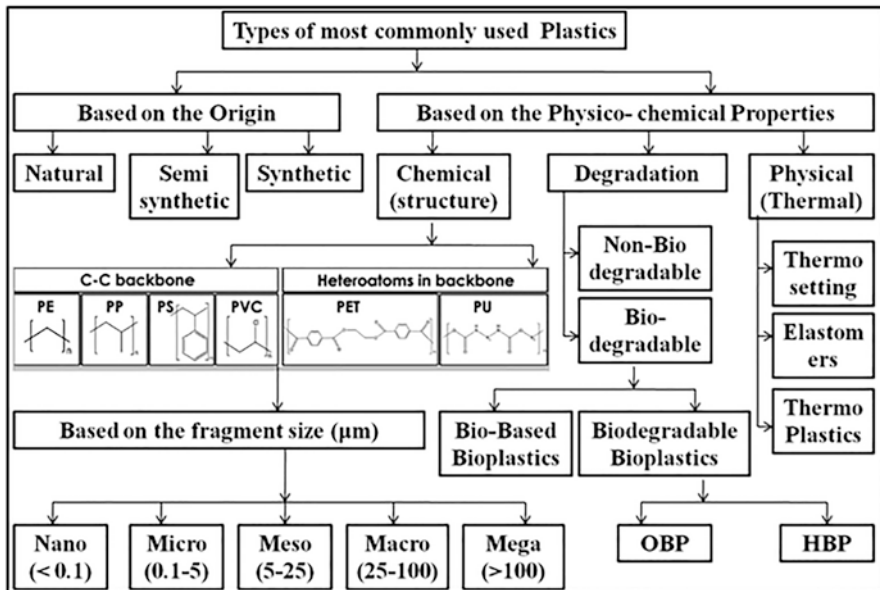 Types of most commonly used Plastics
Based on the Origin
Based on the Physico- chemical Properties
Natural
Semi
synthetic
Synthetic
Chemical
(structure)
Degradation
Physical
(Thermal)
Non-Bio
degradable
Bio-
degradable
Thermo
setting
Elastom
ers
Thermo
Plastics
C-C backbone
Heteroatoms in backbone
PE
PP
PS
PVC
PET
PU
Based on the fragment size (µm)
Bio-Based
Bioplastics
Biodegradable
Bioplastics
Nano
(< 0.1)
Micro
(0.1-5)
Meso
(5-25)
Macro
(25-100)
Mega
(>100)
OBP
HBP